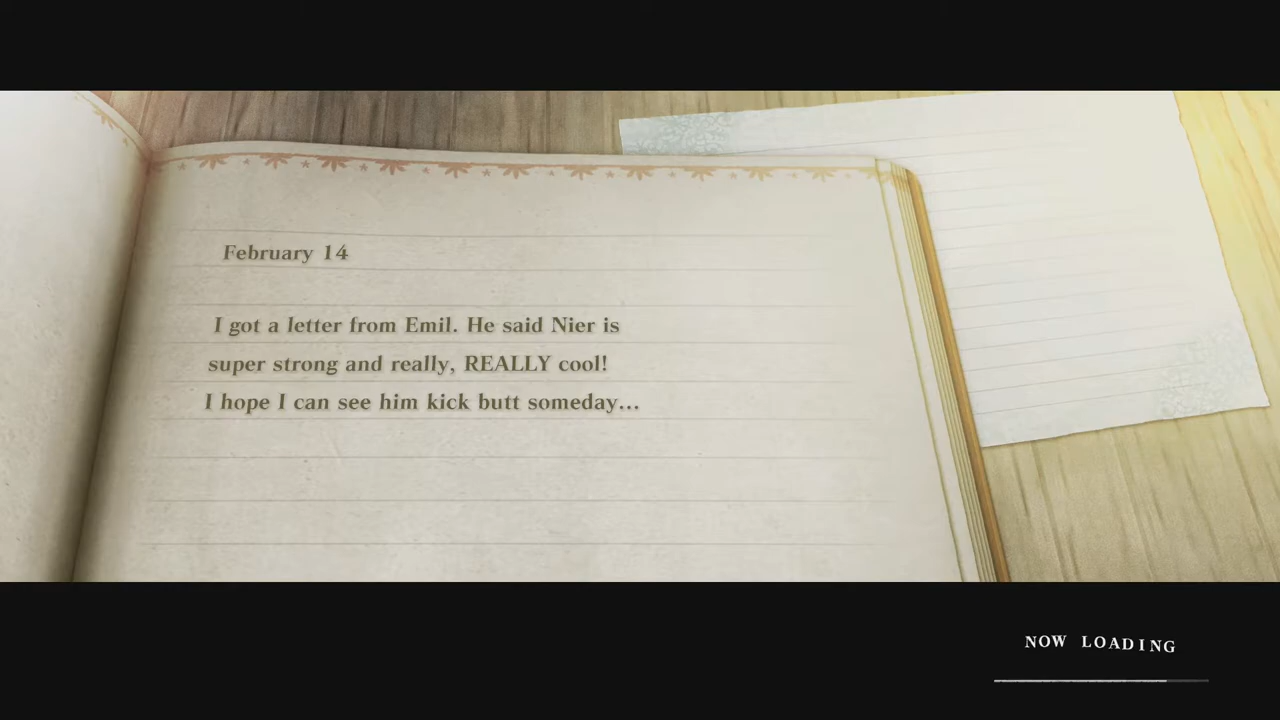 February 14
I got a letter from Emil. He said Nier is
super strong and really, REALLY cool!
I hope I can see him kick butt someday...
NOW LOADING